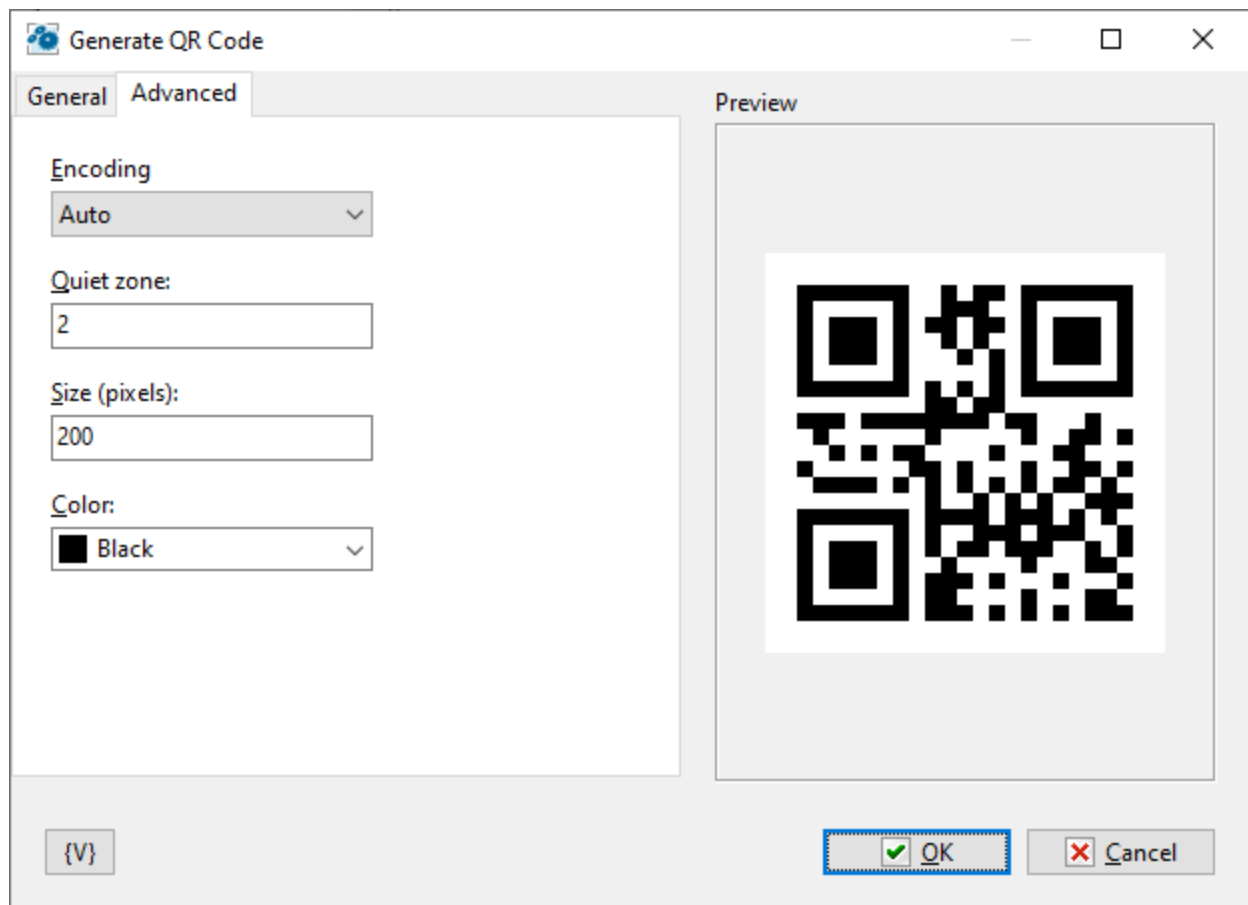 Generate QR Code
General
Advanced
Preview
Encoding
Auto
Quiet zone:
2
Size (pixels):
200
Color:
Black
{V}
OK
Cancel